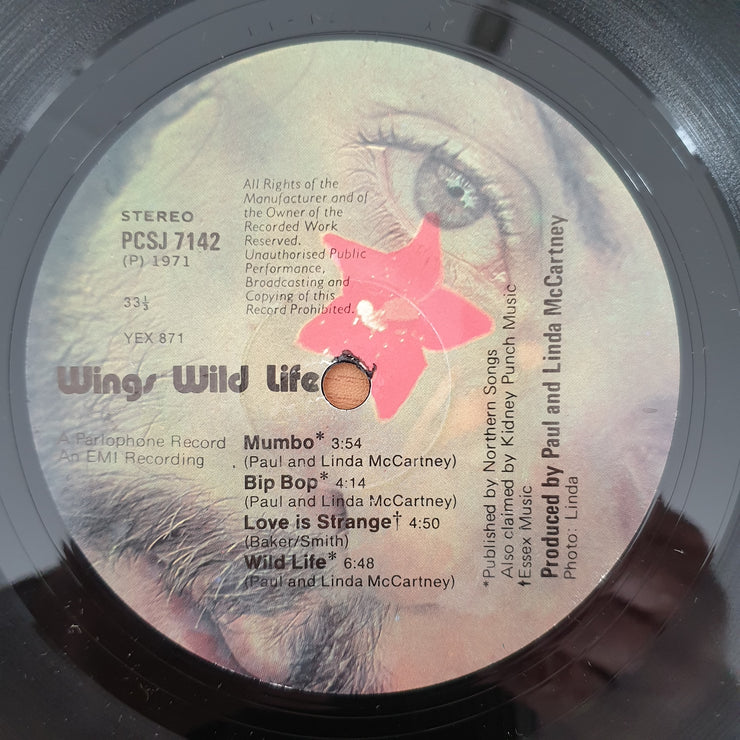 STEREO
PCSJ 7142
(P) 1971
33⅓
YEX 871
All Rights of the
Manufacturer and of
the Owner of the
Recorded Work
Reserved.
Unauthorised Public
Performance,
Broadcasting and
Copying of this
Record Prohibited.
Wings Wild Life
A Parlophone Record
An EMI Recording
Mumbo* 3:54
(Paul and Linda McCartney)
Bip Bop* 4:14
(Paul and Linda McCartney)
Love is Strange† 4:50
(Baker/Smith)
Wild Life* 6:48
(Paul and Linda McCartney)
*Published by Northern Songs
Also claimed by Kidney Punch Music
†Essex Music
Produced by Paul and Linda McCartney
Photo: Linda